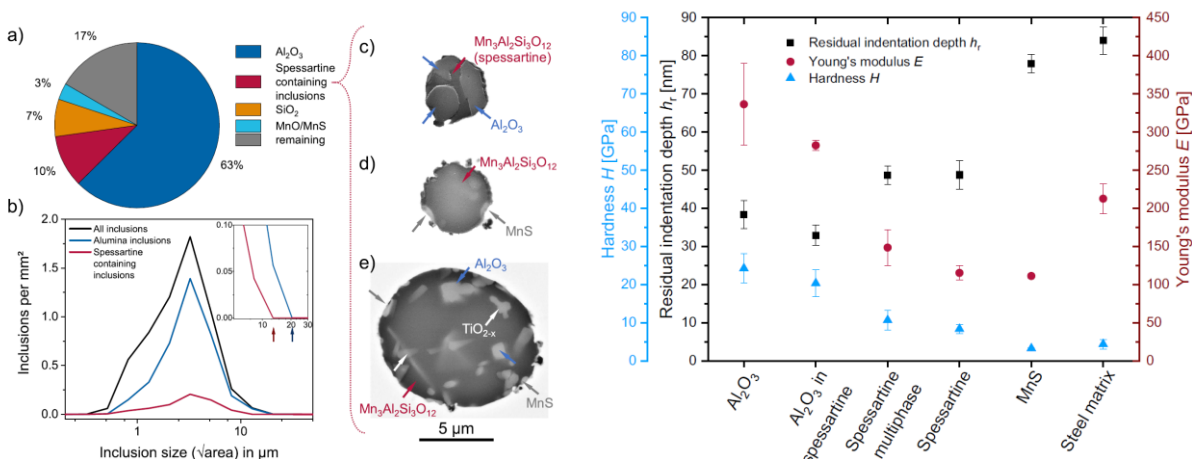 a)
17%
3%
7%
10%
63%
Al₂O₃
Spessartine
containing
inclusions
SiO₂
MnO/MnS
remaining
b)
2.0
1.5
1.0
0.5
0.0
Inclusions per mm²
All inclusions
Alumina inclusions
Spessartine
containing inclusions
0.10
0.05
0.00
10
20
30
1
10
Inclusion size (√area) in µm
c)
Mn₃Al₂Si₃O₁₂
(spessartine)
Al₂O₃
d)
Mn₃Al₂Si₃O₁₂
MnS
e)
Al₂O₃
TiO₂₋ₓ
Mn₃Al₂Si₃O₁₂
MnS
5 µm
Hardness H [GPa]
90
80
70
60
50
40
30
20
10
0
Residual indentation depth hᵣ [nm]
90
80
70
60
50
40
30
20
10
0
Residual indentation depth hᵣ
Young's modulus E
Hardness H
450
400
350
300
250
200
150
100
50
0
Young's modulus E [GPa]
Al₂O₃
Al₂O₃ in
spessartine
Spessartine
multiphase
Spessartine
MnS
Steel matrix